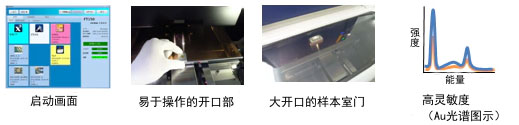 启动画面
易于操作的开口部
大开口的样本室门
强度
能量
高灵敏度
（Au光谱图示）